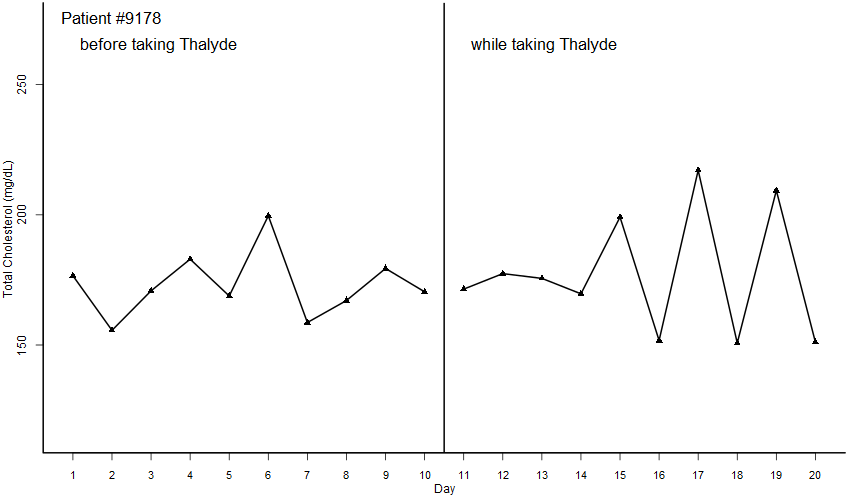 Patient #9178
before taking Thalyde
while taking Thalyde
Total Cholesterol (mg/dL)
250
200
150
1 2 3 4 5 6 7 8 9 10 11 12 13 14 15 16 17 18 19 20
Day